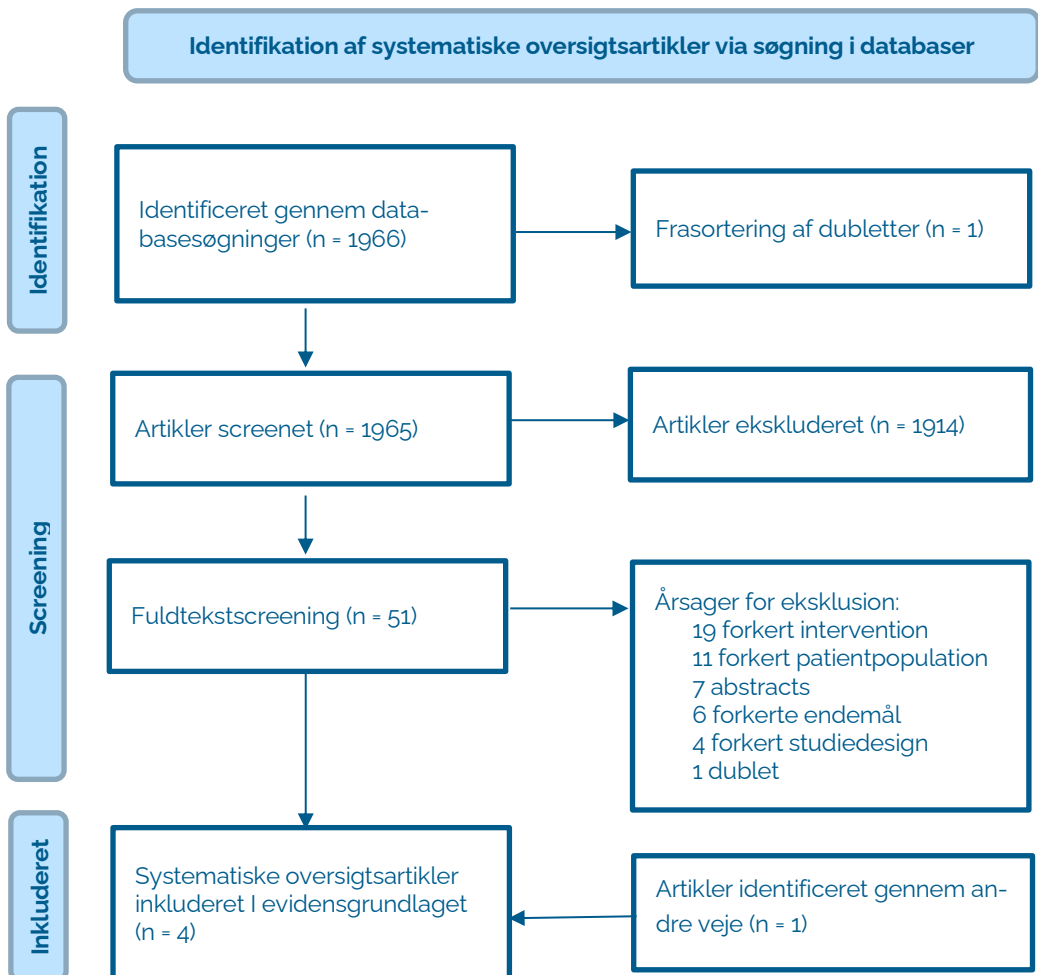 Identifikation af systematiske oversigtsartikler via søgning i databaser
Identifikation
Identificeret gennem data-
basesøgninger (n = 1966)
Frasortering af dubletter (n = 1)
Screening
Artikler screenet (n = 1965)
Artikler ekskluderet (n = 1914)
Fuldtekstscreening (n = 51)
Årsager for eksklusion:
19 forkert intervention
11 forkert patientpopulation
7 abstracts
6 forkerte endemål
4 forkert studiedesign
1 dublet
Inkluderet
Systematiske oversigtsartikler
inkluderet I evidensgrundlaget
(n = 4)
Artikler identificeret gennem an-
dre veje (n = 1)